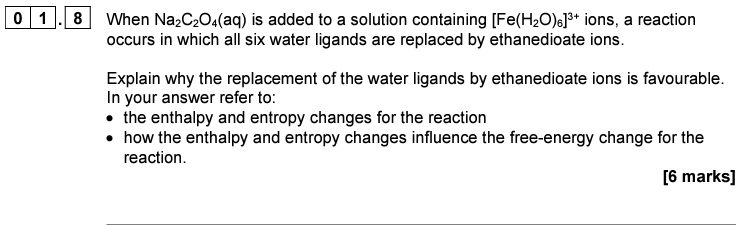 0 1 . 8 When Na₂C₂O₄(aq) is added to a solution containing [Fe(H₂O)₆]³⁺ ions, a reaction
occurs in which all six water ligands are replaced by ethanedioate ions.
Explain why the replacement of the water ligands by ethanedioate ions is favourable.
In your answer refer to:
• the enthalpy and entropy changes for the reaction
• how the enthalpy and entropy changes influence the free-energy change for the
reaction.
[6 marks]